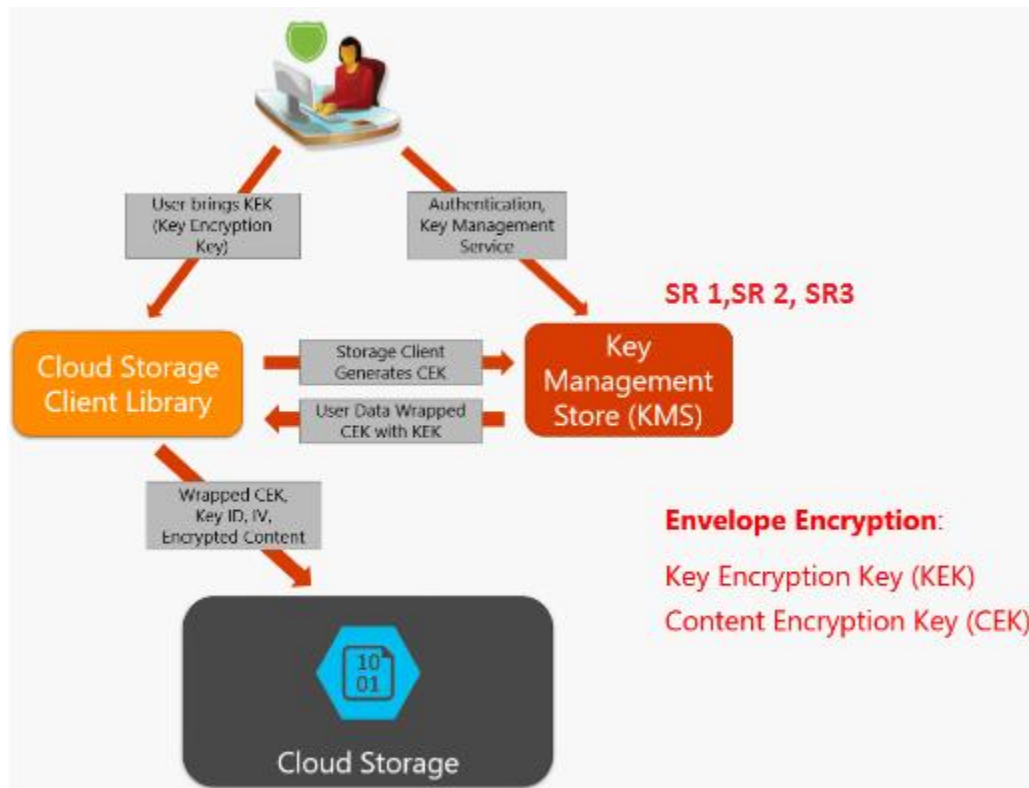 User brings KEK
(Key Encryption
Key)
Authentication,
Key Management
Service
SR 1,SR 2, SR3
Cloud Storage
Client Library
Storage Client
Generates CEK
User Data Wrapped
CEK with KEK
Key
Management
Store (KMS)
Wrapped CEK,
Key ID, IV,
Encrypted Content
Envelope Encryption:
Key Encryption Key (KEK)
Content Encryption Key (CEK)
10
01
Cloud Storage